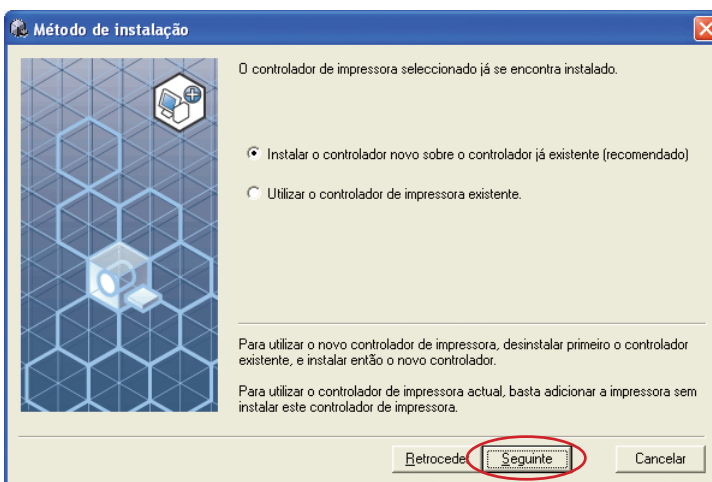 Método de instalação
O controlador de impressora seleccionado já se encontra instalado.
Instalar o controlador novo sobre o controlador já existente (recomendado)
Utilizar o controlador de impressora existente.
Para utilizar o novo controlador de impressora, desinstalar primeiro o controlador
existente, e instalar então o novo controlador.
Para utilizar o controlador de impressora actual, basta adicionar a impressora sem
instalar este controlador de impressora.
Retrocede
Seguinte
Cancelar